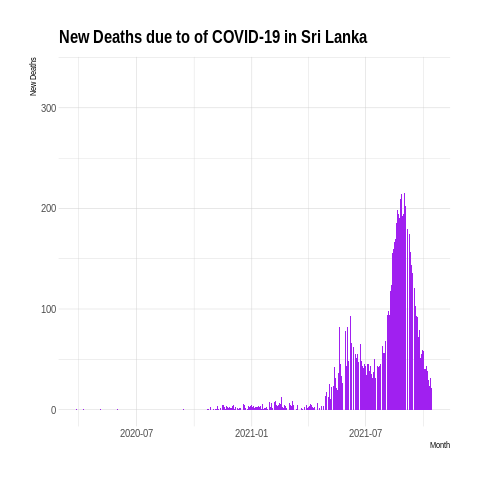 New Deaths due to of COVID-19 in Sri Lanka
New Deaths
300
200
100
0
2020-07
2021-01
2021-07
Month